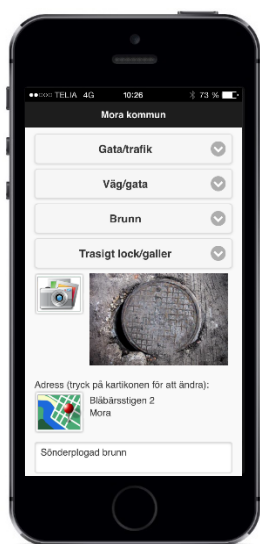 TELIA 4G 10:26 73 %
Mora kommun
Gata/trafik
Väg/gata
Brunn
Trasigt lock/galler
Adress (tryck på kartikonen för att ändra):
Blåbärsstigen 2
Mora
Sönderplogad brunn